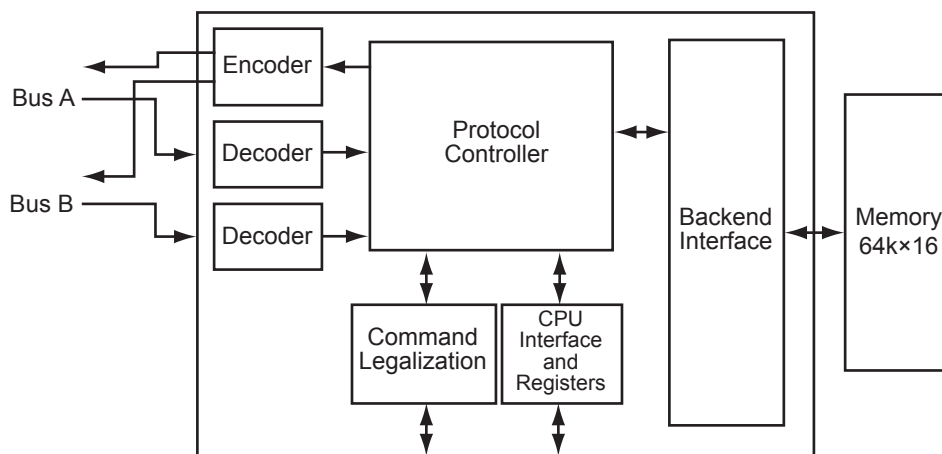 Encoder
Bus A
Protocol
Controller
Decoder
Bus B
Decoder
Backend
Interface
Memory
64k×16
Command
Legalization
CPU
Interface
and
Registers